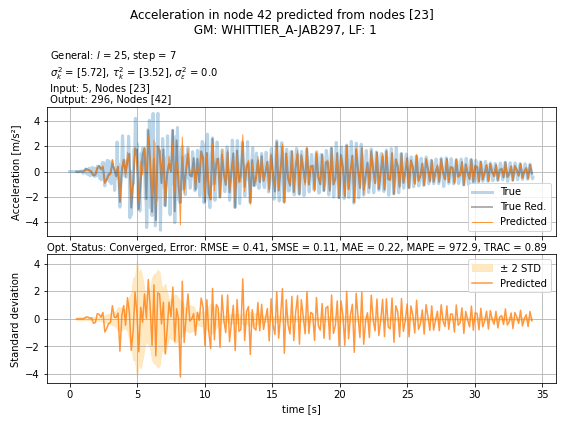 Acceleration in node 42 predicted from nodes [23]
GM: WHITTIER_A-JAB297, LF: 1
General: l = 25, step = 7
σ²ₖ = [5.72], τ²ₖ = [3.52], σ²ε = 0.0
Input: 5, Nodes [23]
Output: 296, Nodes [42]
Acceleration [m/s²]
4
2
0
−2
−4
True
True Red.
Predicted
Opt. Status: Converged, Error: RMSE = 0.41, SMSE = 0.11, MAE = 0.22, MAPE = 972.9, TRAC = 0.89
Standard deviation
4
2
0
−2
−4
± 2 STD
Predicted
0 5 10 15 20 25 30 35
time [s]